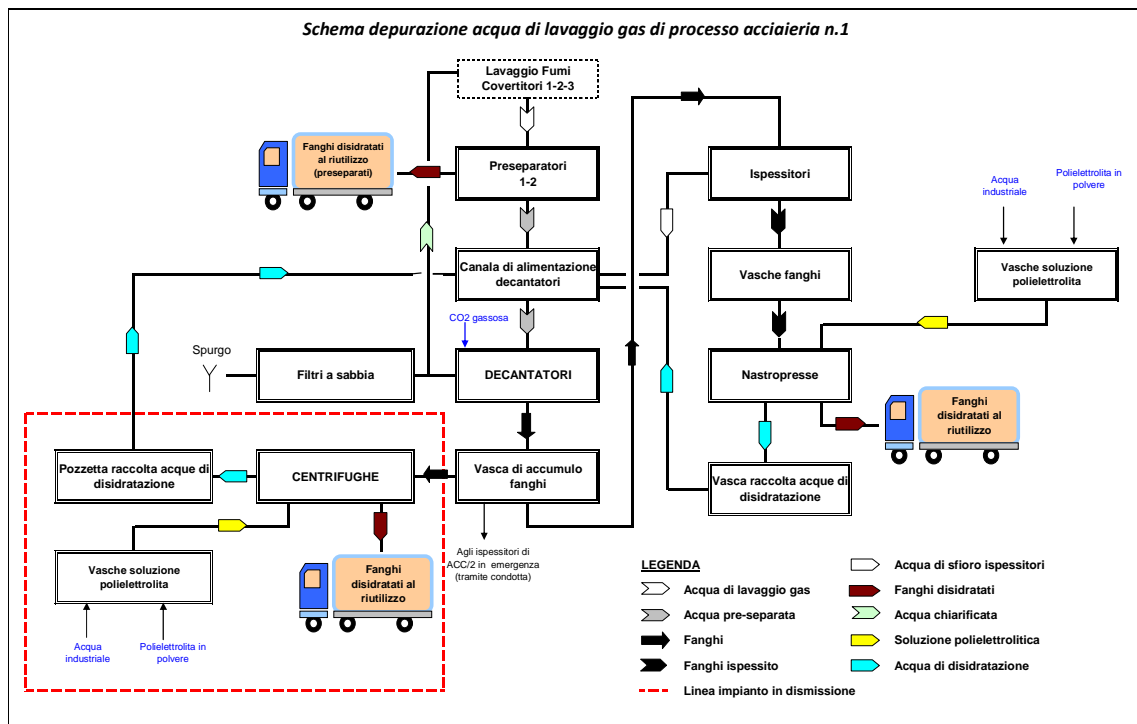 Schema depurazione acqua di lavaggio gas di processo acciaieria n.1
Lavaggio Fumi
Covertitori 1-2-3
Fanghi disidratati
al riutilizzo
(preseparati)
Preseparatori
1-2
Ispessitori
Acqua
industriale
Polielettrolita in
polvere
Canala di alimentazione
decantatori
Vasche fanghi
Vasche soluzione
polielettrolita
CO2 gassosa
Spurgo
Filtri a sabbia
DECANTATORI
Nastropresse
Fanghi
disidratati al
riutilizzo
Pozzetta raccolta acque di
disidratazione
CENTRIFUGHE
Vasca di accumulo
fanghi
Vasca raccolta acque di
disidratazione
Vasche soluzione
polielettrolita
Fanghi
disidratati al
riutilizzo
Agli ispessitori di
ACC/2 in emergenza
(tramite condotta)
Acqua
industriale
Polielettrolita in
polvere
LEGENDA
Acqua di lavaggio gas
Acqua pre-separata
Fanghi
Fanghi ispessito
Linea impianto in dismissione
Acqua di sfioro ispessitori
Fanghi disidratati
Acqua chiarificata
Soluzione polielettrolitica
Acqua di disidratazione